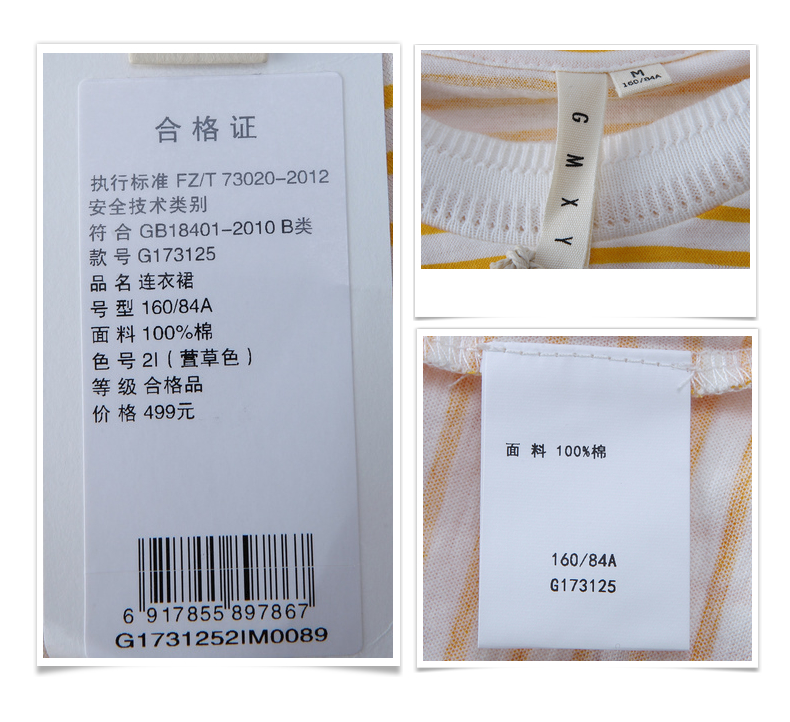 合格证
执行标准 FZ/T 73020-2012
安全技术类别
符 合 GB18401-2010 B类
款 号 G173125
品 名 连衣裙
号 型 160/84A
面 料 100%棉
色 号 2I ( 萱草色 )
等 级 合格品
价 格 499元
6 917855 897867
G1731252IM0089
M
160/84A
GMXY
面 料 100%棉
160/84A
G173125